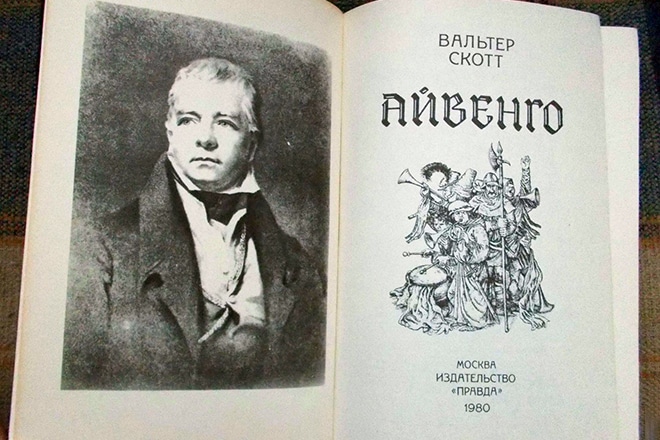 ВАЛЬТЕР
СКОТТ
АЙВЕНГО
МОСКВА
ИЗДАТЕЛЬСТВО
«ПРАВДА»
1980